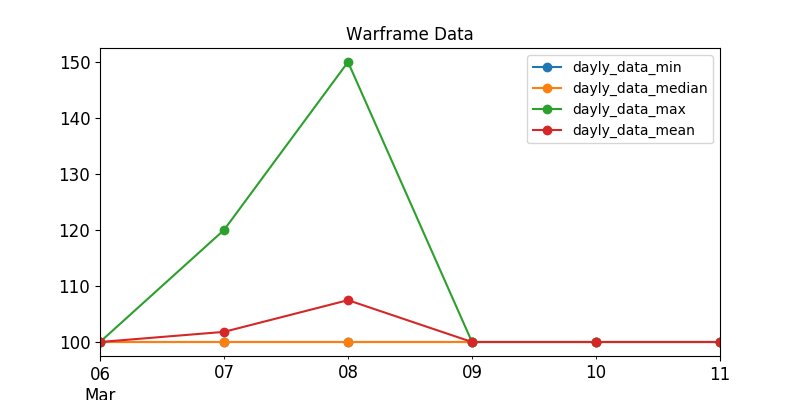 Warframe Data
dayly_data_min
dayly_data_median
dayly_data_max
dayly_data_mean
150
140
130
120
110
100
06 07 08 09 10 11
Mar